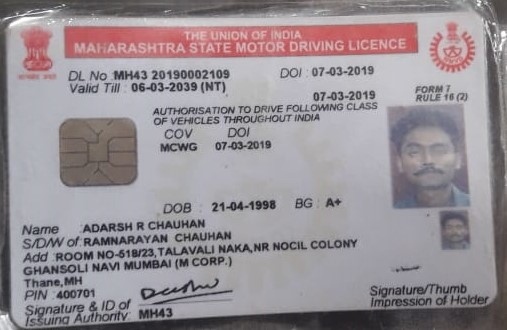 THE UNION OF INDIA
MAHARASHTRA STATE MOTOR DRIVING LICENCE
DL No :MH43 20190002109 DOI : 07-03-2019
Valid Till : 06-03-2039 (NT)
07-03-2019
FORM 7
RULE 16 (2)
AUTHORISATION TO DRIVE FOLLOWING CLASS
OF VEHICLES THROUGHOUT INDIA
COV DOI
MCWG 07-03-2019
DOB : 21-04-1998 BG : A+
Name :ADARSH R CHAUHAN
S/D/W of:RAMNARAYAN CHAUHAN
Add :ROOM NO-518/23,TALAVALI NAKA,NR NOCIL COLONY
GHANSOLI NAVI MUMBAI (M CORP.)
Thane,MH
PIN :400701
Signature & ID of
Issuing Authority: MH43
Signature/Thumb
Impression of Holder